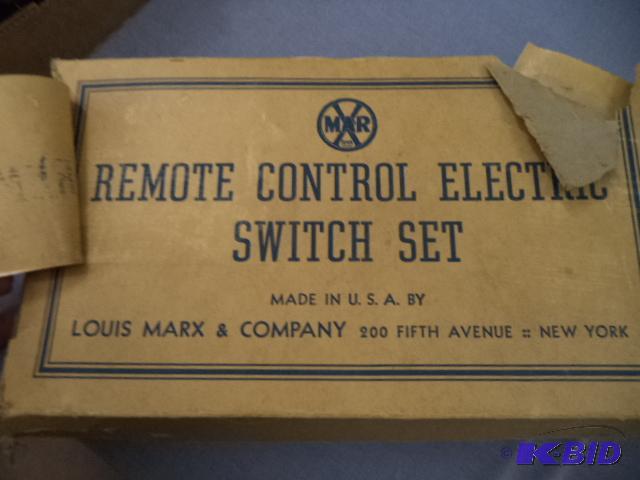 MAR
REMOTE CONTROL ELECTRIC
SWITCH SET
MADE IN U. S. A. BY
LOUIS MARX & COMPANY 200 FIFTH AVENUE :: NEW YORK
© K-BID